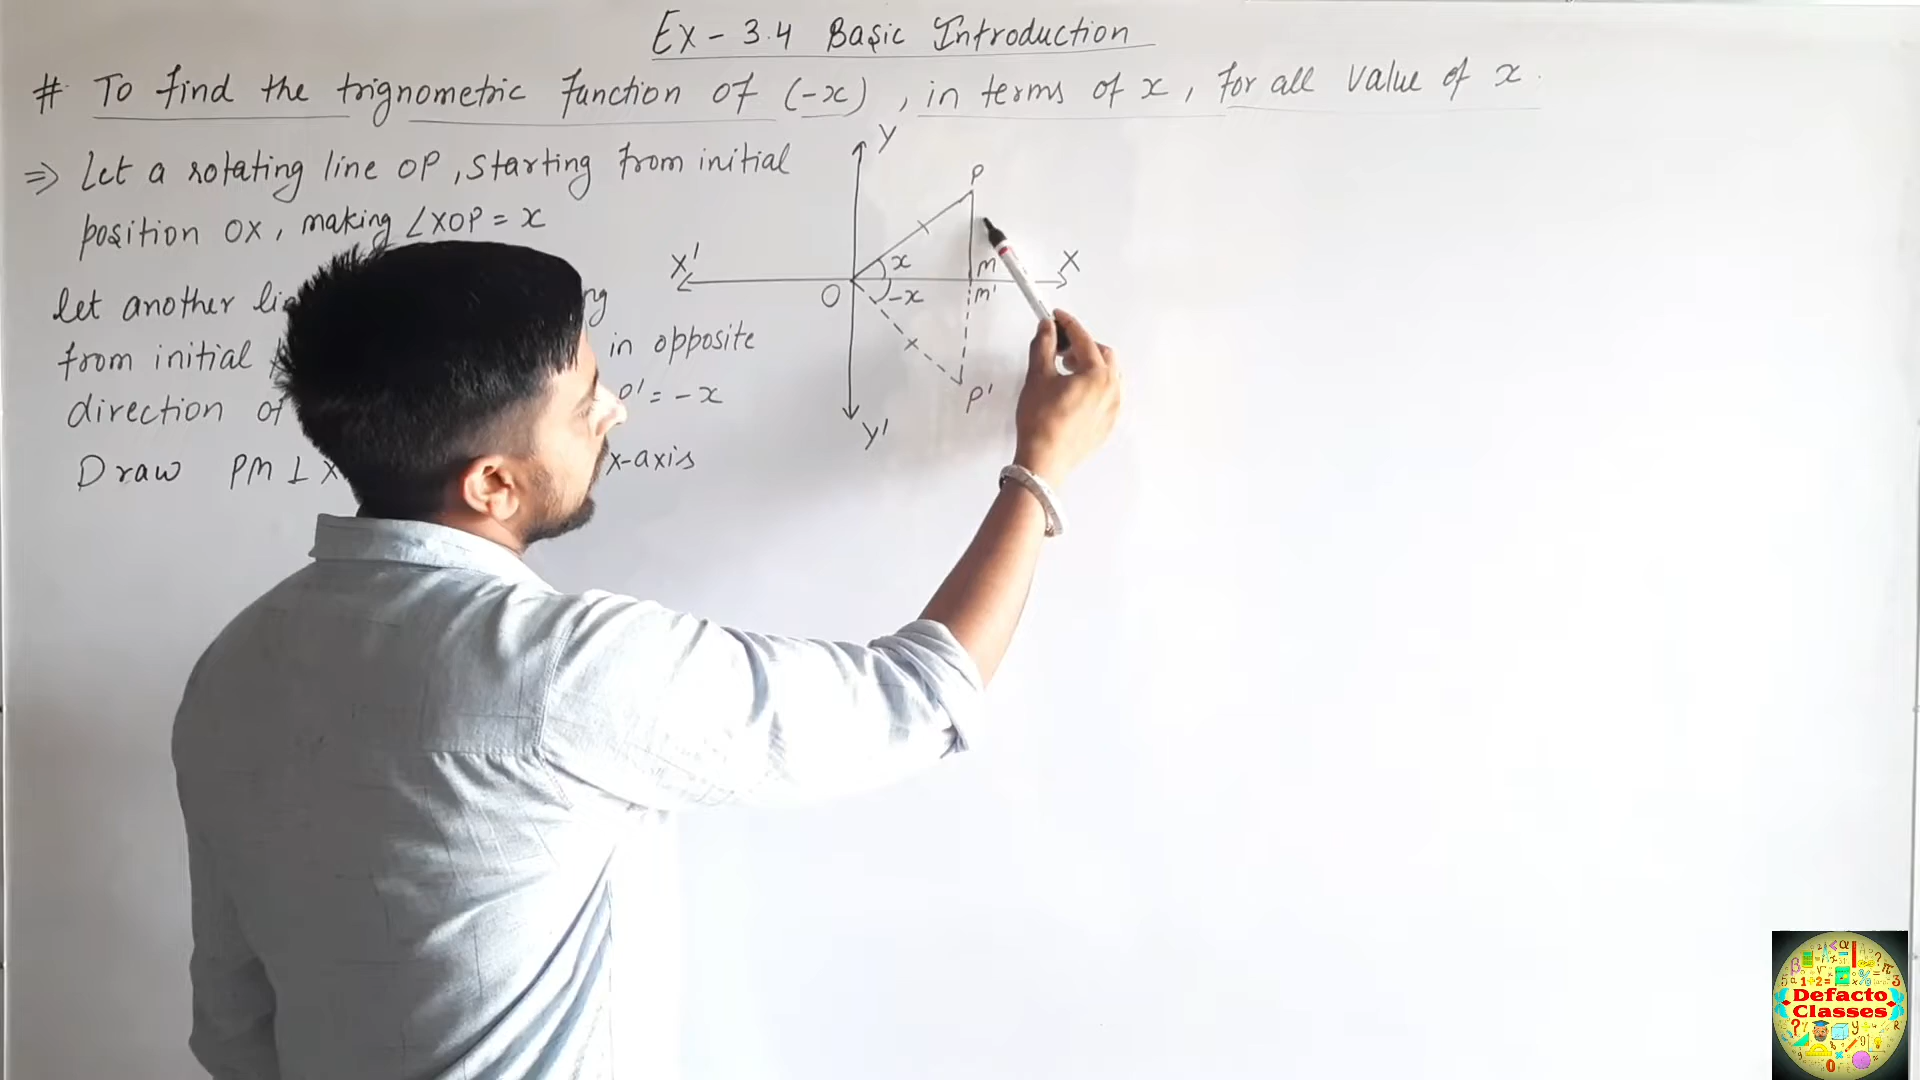 Ex - 3.4 Basic Introduction
# To find the trignometric function of (-x), in terms of x, for all value of x.
⇒ Let a rotating line OP, starting from initial
position OX, making ∠XOP = x
let another
from initial in opposite
direction of = -x
Draw PM ⊥ x-axis
Y
P
X'
x
M
X
O
-x
M'
P'
Y'
Defacto
Classes